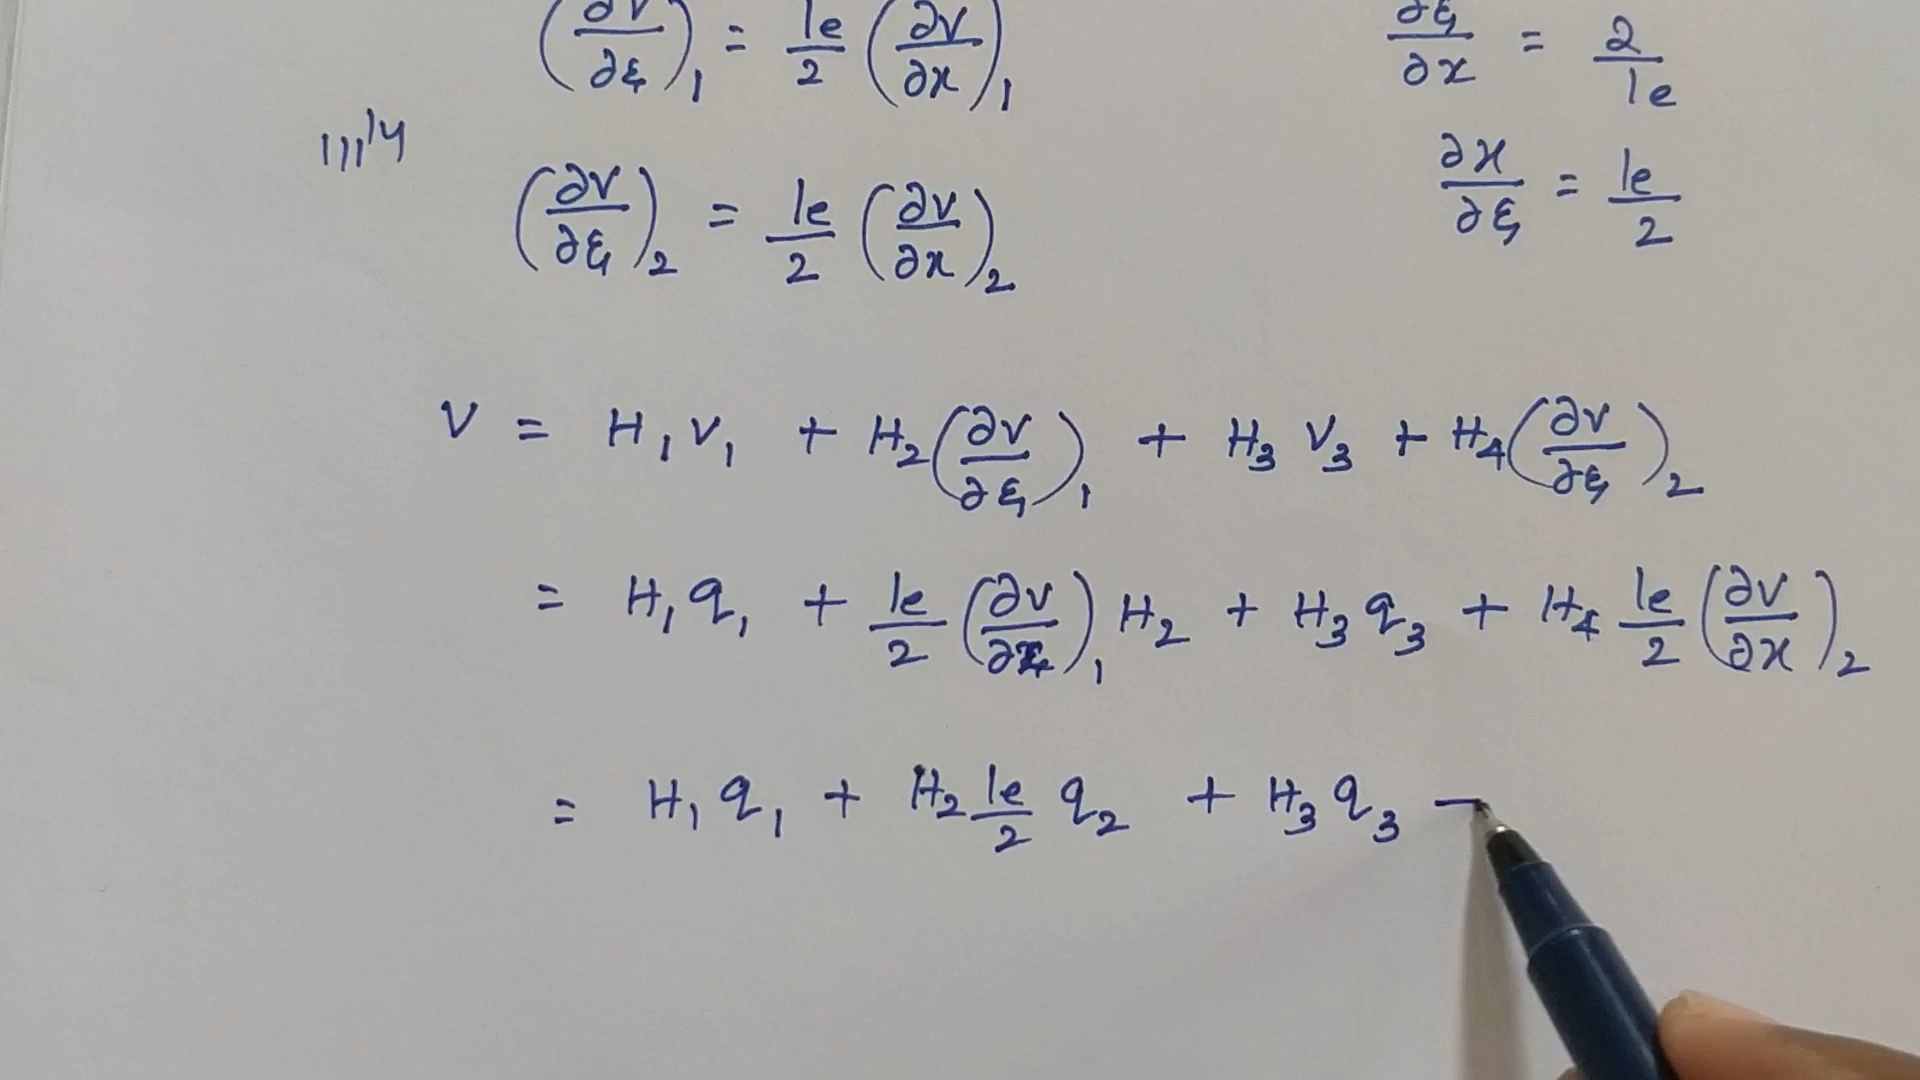 (∂v/∂ξ)₁ = le/2 (∂v/∂x)₁
∂ξ/∂x = 2/le
|||ly
∂x/∂ξ = le/2
(∂v/∂ξ)₂ = le/2 (∂v/∂x)₂
V = H₁V₁ + H₂(∂v/∂ξ)₁ + H₃V₃ + H₄(∂v/∂ξ)₂
= H₁q₁ + le/2 (∂v/∂x)₁ H₂ + H₃q₃ + H₄ le/2 (∂v/∂x)₂
= H₁q₁ + H₂ le/2 q₂ + H₃q₃ −